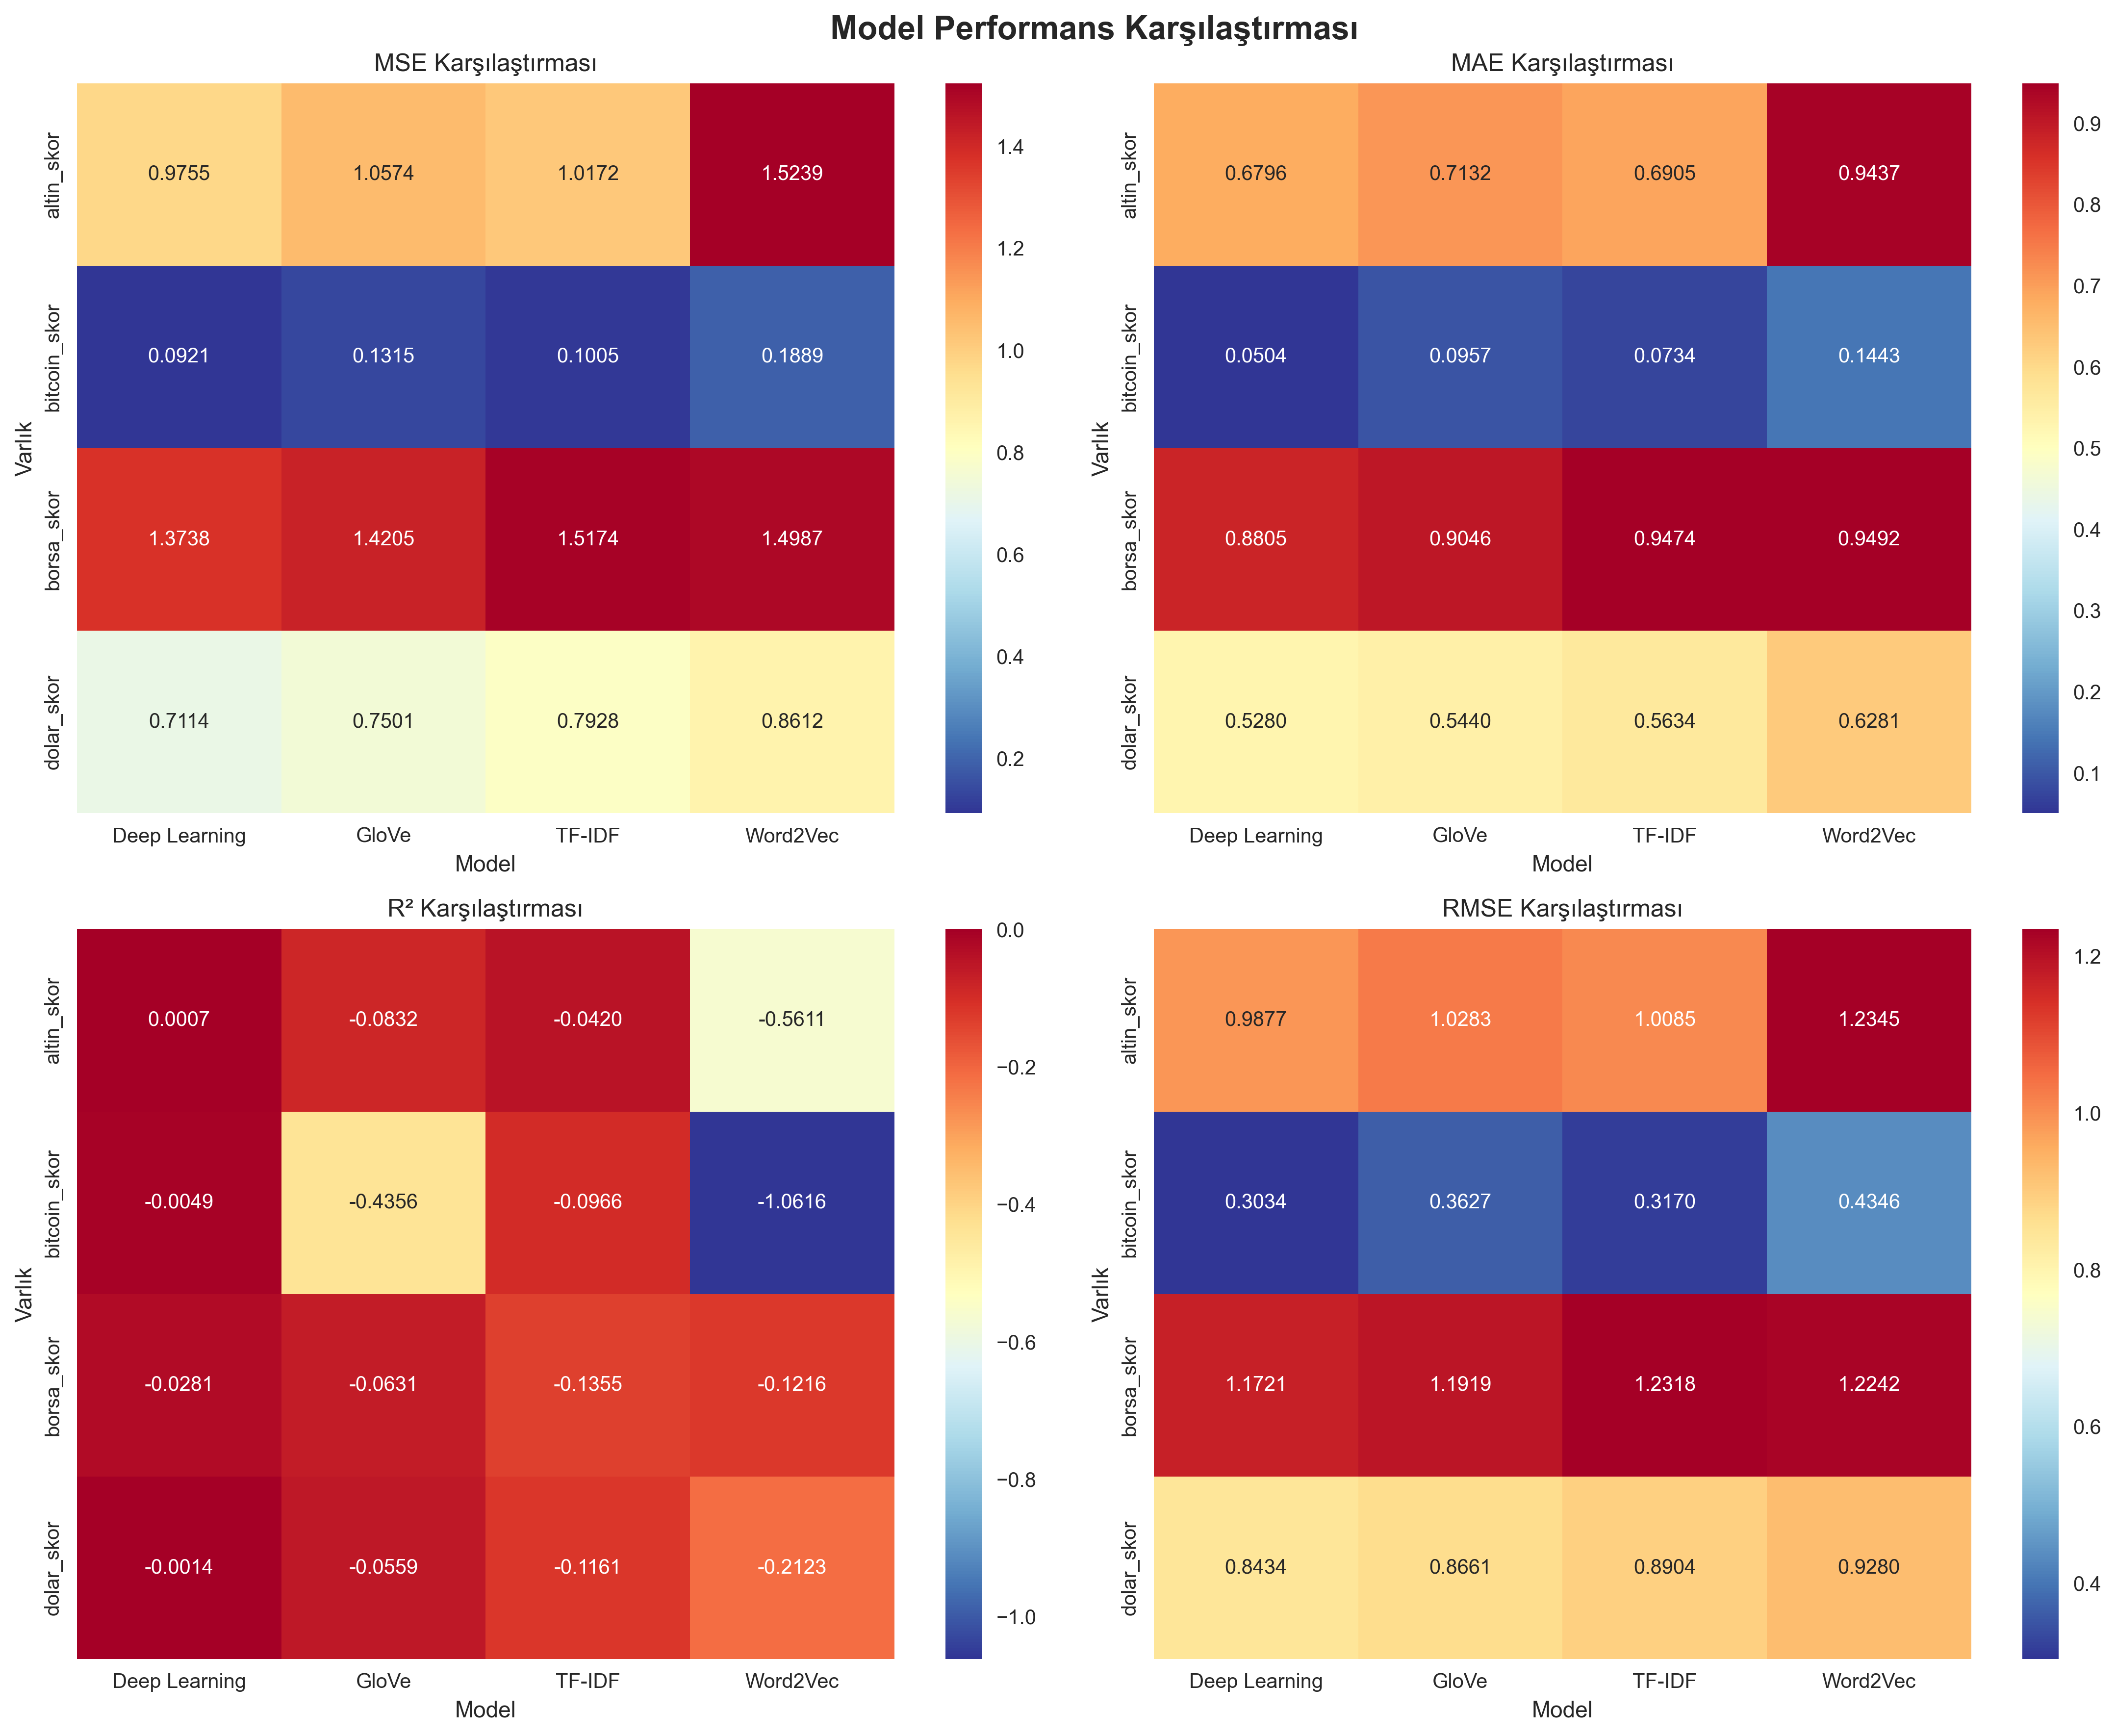 Model Performans Karşılaştırması
MSE Karşılaştırması
altin_skor
bitcoin_skor
borsa_skor
dolar_skor
Varlık
0.9755 1.0574 1.0172 1.5239
0.0921 0.1315 0.1005 0.1889
1.3738 1.4205 1.5174 1.4987
0.7114 0.7501 0.7928 0.8612
Deep Learning GloVe TF-IDF Word2Vec
Model
1.4
1.2
1.0
0.8
0.6
0.4
0.2
MAE Karşılaştırması
altin_skor
bitcoin_skor
borsa_skor
dolar_skor
Varlık
0.6796 0.7132 0.6905 0.9437
0.0504 0.0957 0.0734 0.1443
0.8805 0.9046 0.9474 0.9492
0.5280 0.5440 0.5634 0.6281
Deep Learning GloVe TF-IDF Word2Vec
Model
0.9
0.8
0.7
0.6
0.5
0.4
0.3
0.2
0.1
R² Karşılaştırması
altin_skor
bitcoin_skor
borsa_skor
dolar_skor
Varlık
0.0007 -0.0832 -0.0420 -0.5611
-0.0049 -0.4356 -0.0966 -1.0616
-0.0281 -0.0631 -0.1355 -0.1216
-0.0014 -0.0559 -0.1161 -0.2123
Deep Learning GloVe TF-IDF Word2Vec
Model
0.0
−0.2
−0.4
−0.6
−0.8
−1.0
RMSE Karşılaştırması
altin_skor
bitcoin_skor
borsa_skor
dolar_skor
Varlık
0.9877 1.0283 1.0085 1.2345
0.3034 0.3627 0.3170 0.4346
1.1721 1.1919 1.2318 1.2242
0.8434 0.8661 0.8904 0.9280
Deep Learning GloVe TF-IDF Word2Vec
Model
1.2
1.0
0.8
0.6
0.4